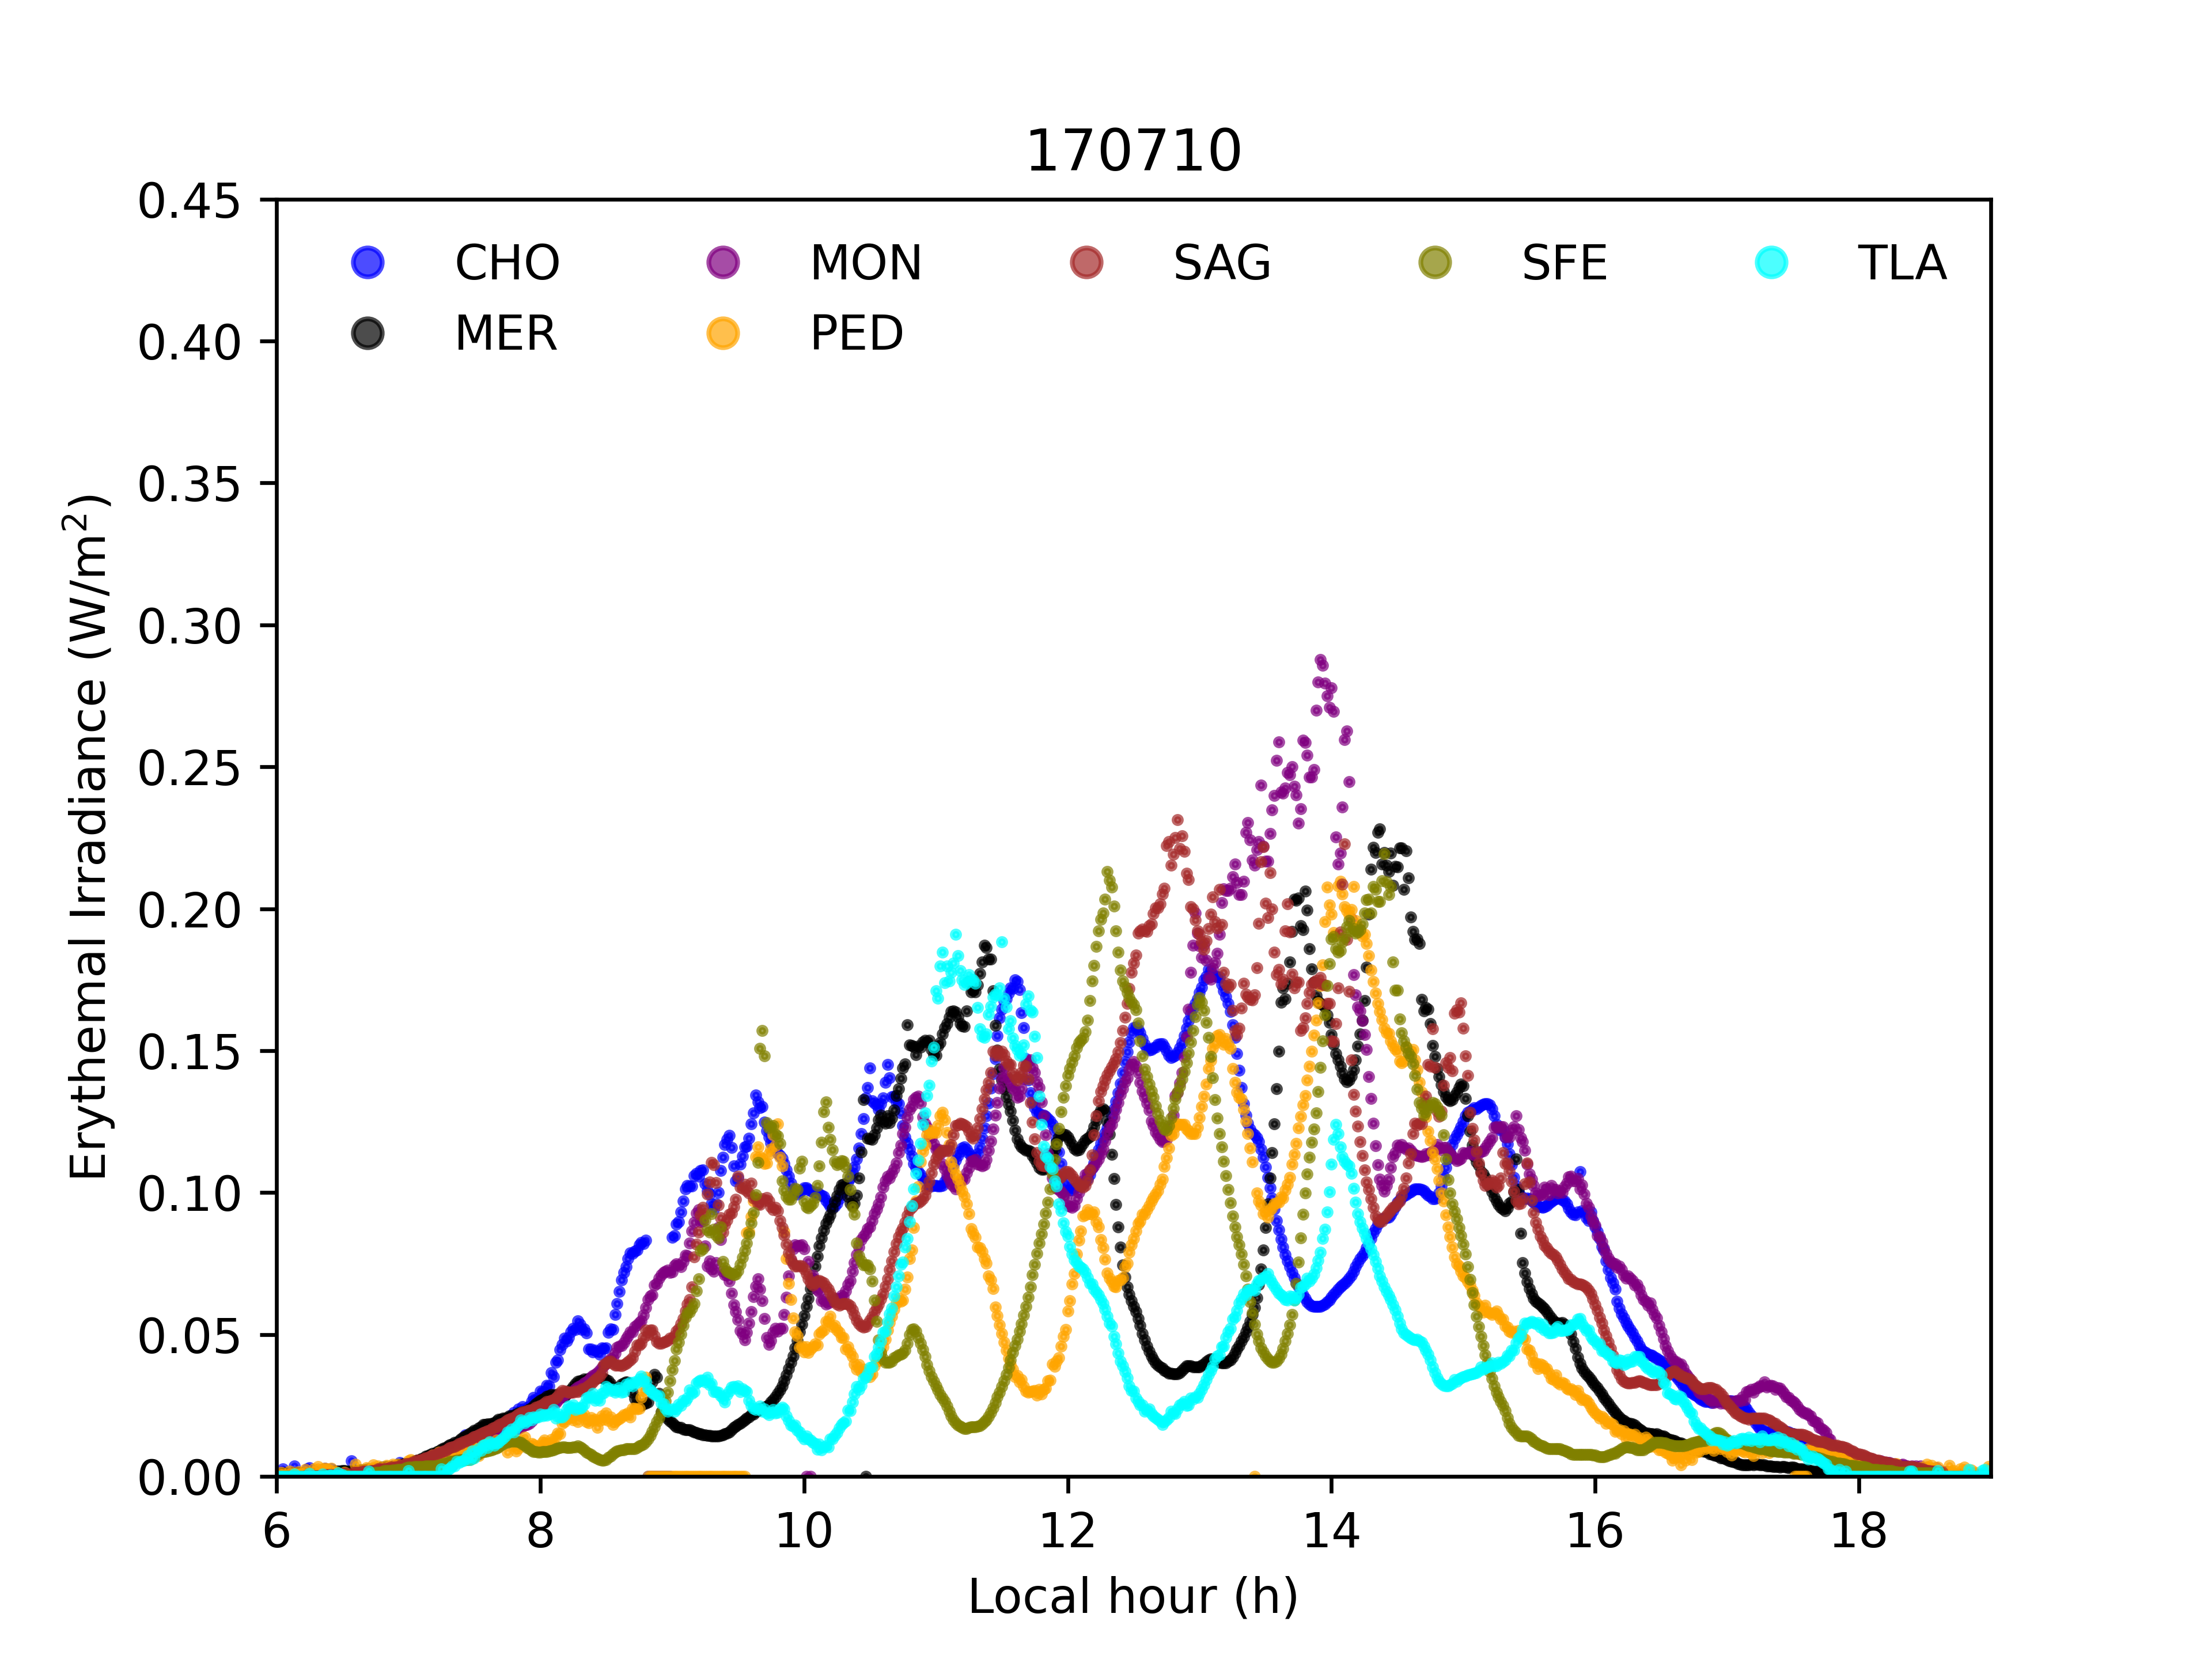 170710
0.45
CHO MON SAG SFE TLA
MER PED
0.40
0.35
0.30
0.25
0.20
0.15
0.10
0.05
0.00
Erythemal Irradiance (W/m²)
6 8 10 12 14 16 18
Local hour (h)